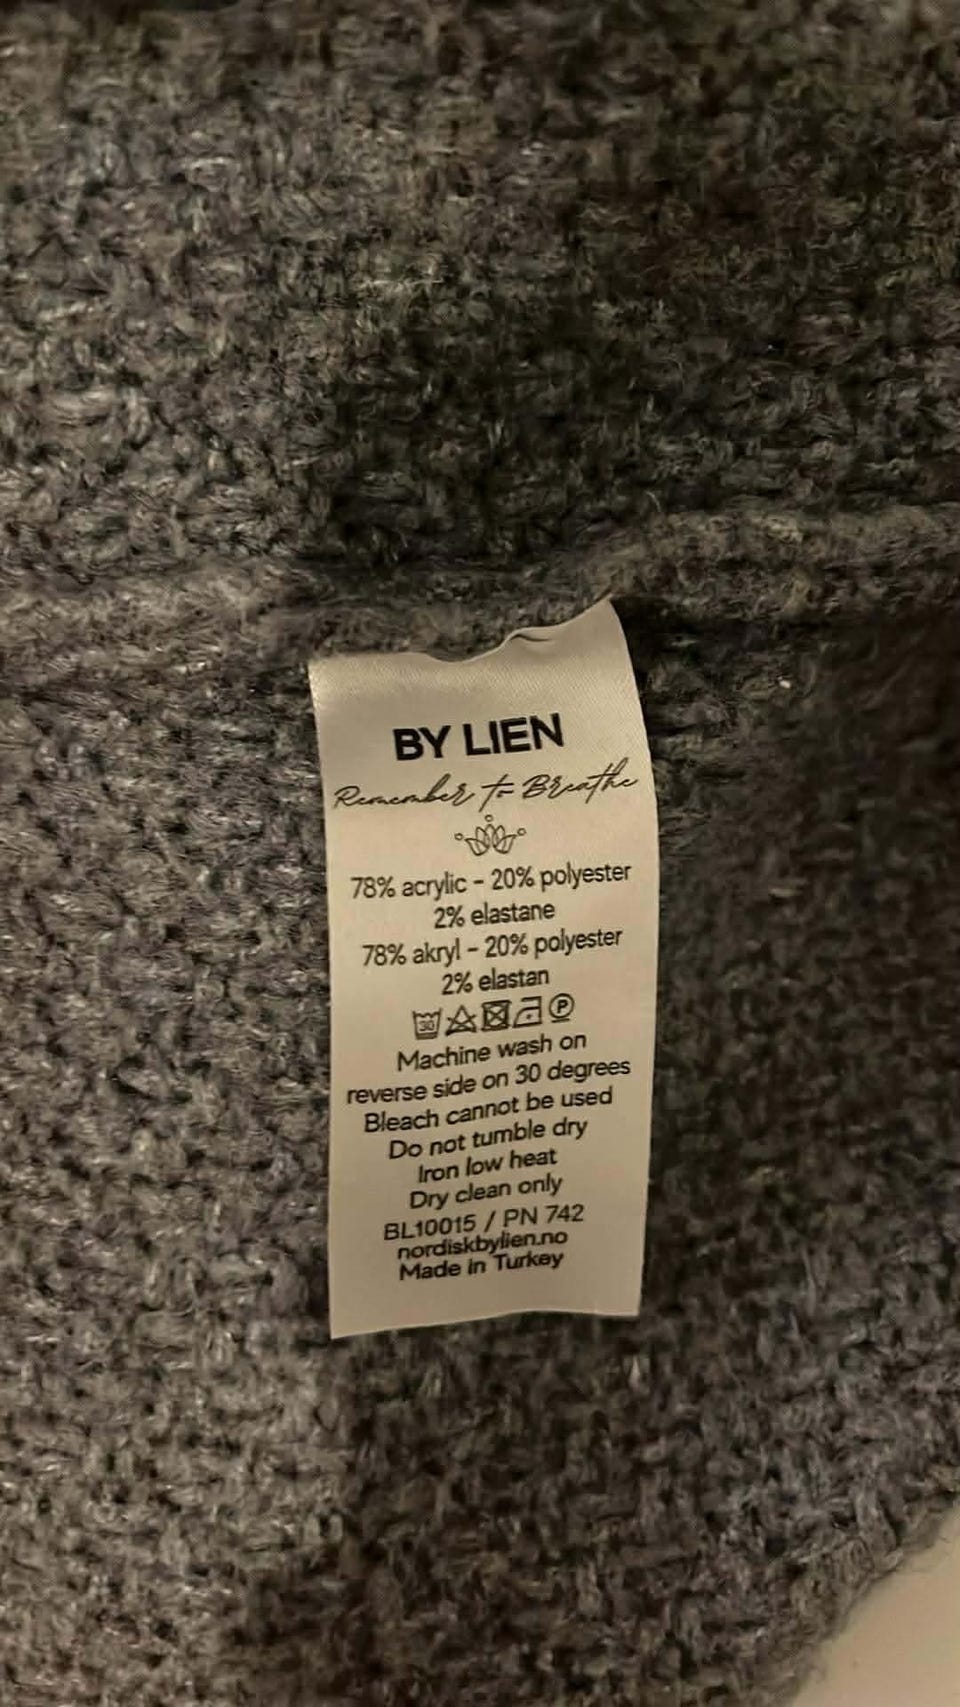 BY LIEN
Remember to Breathe
78% acrylic - 20% polyester
2% elastane
78% akryl - 20% polyester
2% elastan
30 P
Machine wash on
reverse side on 30 degrees
Bleach cannot be used
Do not tumble dry
Iron low heat
Dry clean only
BL10015 / PN 742
nordiskbylien.no
Made in Turkey